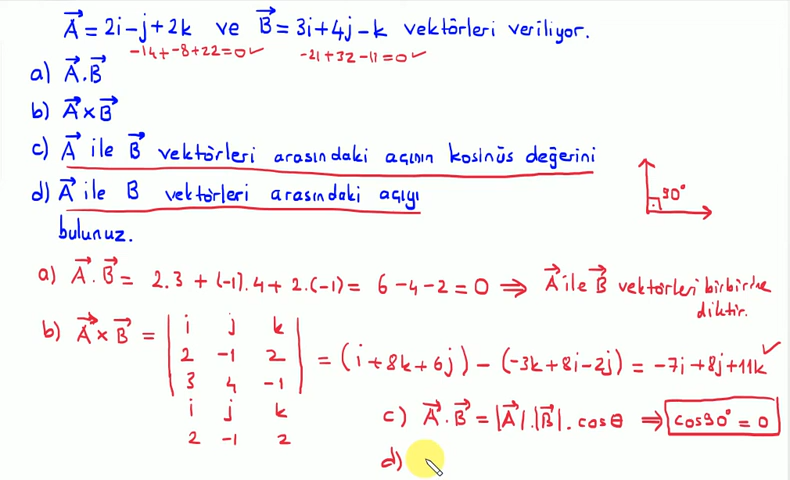 A⃗ = 2i-j+2k ve B⃗ = 3i+4j-k vektörleri veriliyor.
-14+-8+22=0✓ -21+32-11=0✓
a) A⃗.B⃗
b) A⃗×B⃗
c) A⃗ ile B⃗ vektörleri arasındaki açının kosinüs değerini
d) A⃗ ile B vektörleri arasındaki açıyı
bulunuz.
90°
a) A⃗.B⃗ = 2.3 + (-1).4 + 2.(-1) = 6-4-2=0 ⇒ A⃗ ile B⃗ vektörleri birbirine
diktir.
b) A⃗×B⃗ = | i j k |
| 2 -1 2 | = (i+8k+6j) - (-3k+8i-2j) = -7i+8j+11k ✓
| 3 4 -1 |
i j k
2 -1 2
c) A⃗.B⃗ = |A⃗|.|B⃗|.cosθ ⇒ cos90° = 0
d)